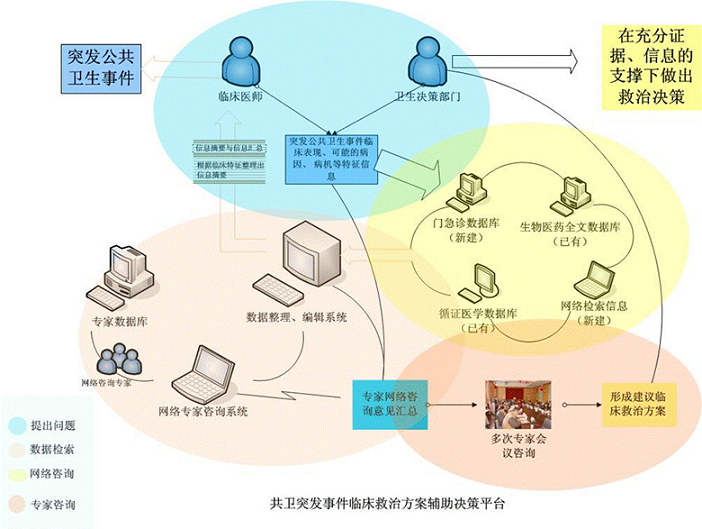 突发公共
卫生事件
临床医师
卫生决策部门
在充分证
据、信息的
支撑下做出
救治决策
信息摘要与信息汇总
根据临床特征整理出
信息摘要
突发公共卫生事件临
床表现、可能的病
因、病机等特征信
息
门急诊数据库
(新建)
生物医药全文数据库
(已有)
循证医学数据库
(已有)
网络检索信息
(新建)
专家数据库
数据整理、编辑系统
网络咨询专家
网络专家咨询系统
专家网络咨
询意见汇总
多次专家会
议咨询
形成建议临
床救治方案
提出问题
数据检索
网络咨询
专家咨询
共卫突发事件临床救治方案辅助决策平台